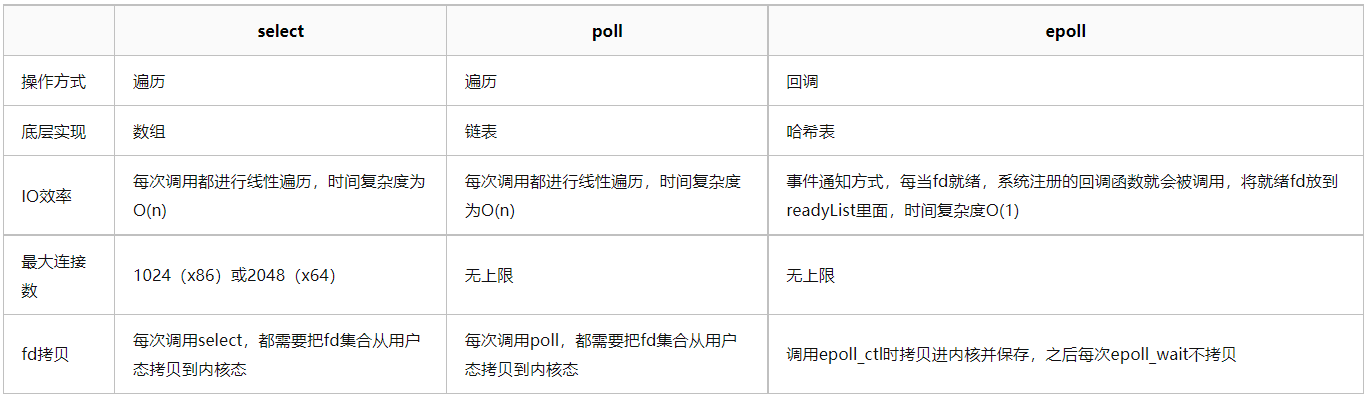 select poll epoll
操作方式 遍历 遍历 回调
底层实现 数组 链表 哈希表
IO效率
每次调用都进行线性遍历，时间复杂度为
O(n)
每次调用都进行线性遍历，时间复杂度
为O(n)
事件通知方式，每当fd就绪，系统注册的回调函数就会被调用，将就绪fd放到
readyList里面，时间复杂度O(1)
最大连接
数
1024（x86）或2048（x64）
无上限
无上限
fd拷贝
每次调用select，都需要把fd集合从用户
态拷贝到内核态
每次调用poll，都需要把fd集合从用户
态拷贝到内核态
调用epoll_ctl时拷贝进内核并保存，之后每次epoll_wait不拷贝